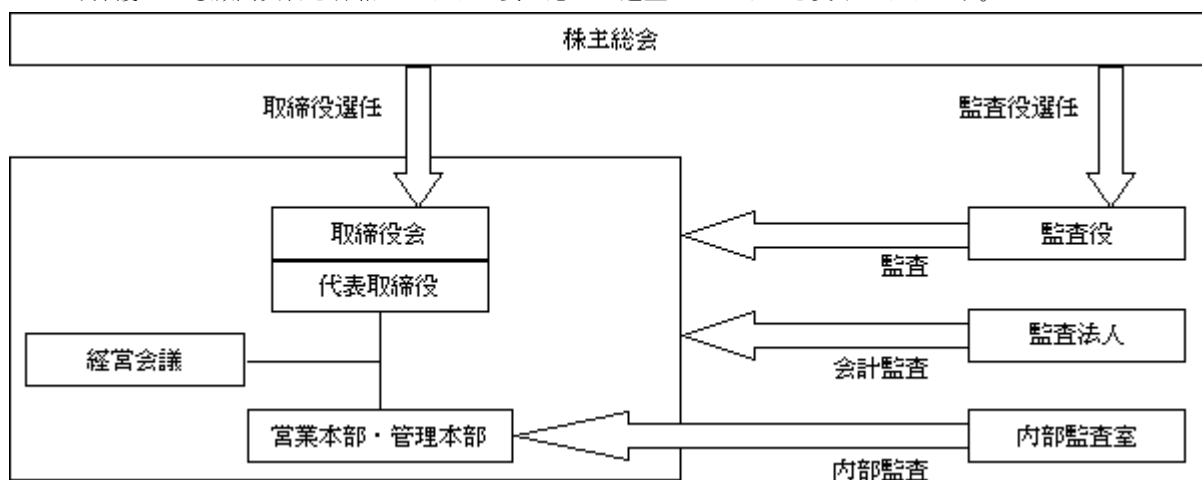 株主総会
取締役選任
監査役選任
取締役会
監査役
監査
代表取締役
経営会議
監査法人
会計監査
営業本部・管理本部
内部監査室
内部監査